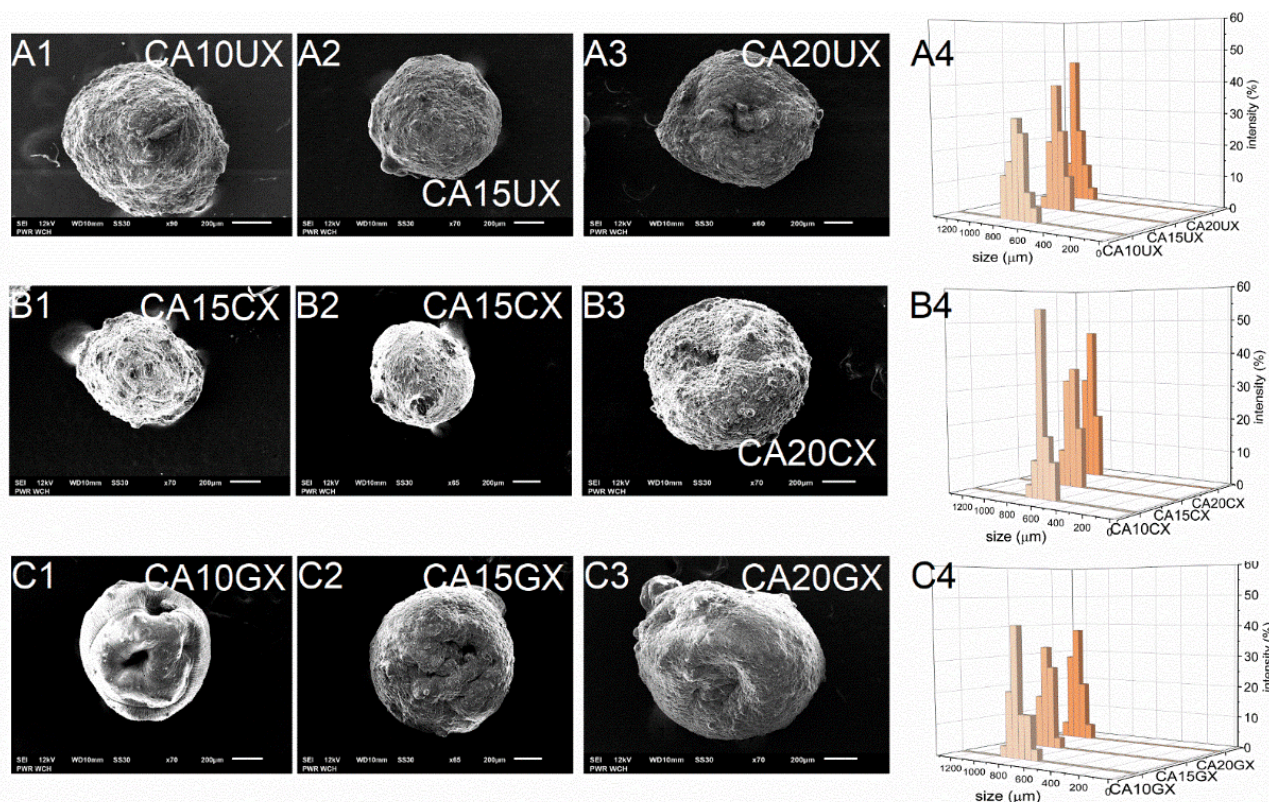 A1 CA10UX
SEI 12kV WD10mm SS30 x90 200µm
PWR WCH
A2
CA15UX
SEI 12kV WD10mm SS30 x70 200µm
PWR WCH
A3 CA20UX
SEI 12kV WD10mm SS30 x60 200µm
PWR WCH
A4
60
50
40
30
20
10
0
intensity (%)
1200 1000 800 600 400 200 0
size (µm)
CA10UX
CA15UX
CA20UX
B1 CA15CX
SEI 12kV WD10mm SS30 x70 200µm
PWR WCH
B2 CA15CX
SEI 12kV WD10mm SS30 x65 200µm
PWR WCH
B3
CA20CX
SEI 12kV WD10mm SS30 x70 200µm
PWR WCH
B4
60
50
40
30
20
10
0
intensity (%)
1200 1000 800 600 400 200 0
size (µm)
CA10CX
CA15CX
CA20CX
C1 CA10GX
SEI 12kV WD10mm SS30 x70 200µm
PWR WCH
C2 CA15GX
SEI 12kV WD10mm SS30 x65 200µm
PWR WCH
C3 CA20GX
SEI 12kV WD10mm SS30 x70 200µm
PWR WCH
C4
60
50
40
30
20
10
0
intensity (%)
intensity (%)
1200 1000 800 600 400 200 0
size (µm)
CA10GX
CA15GX
CA20GX